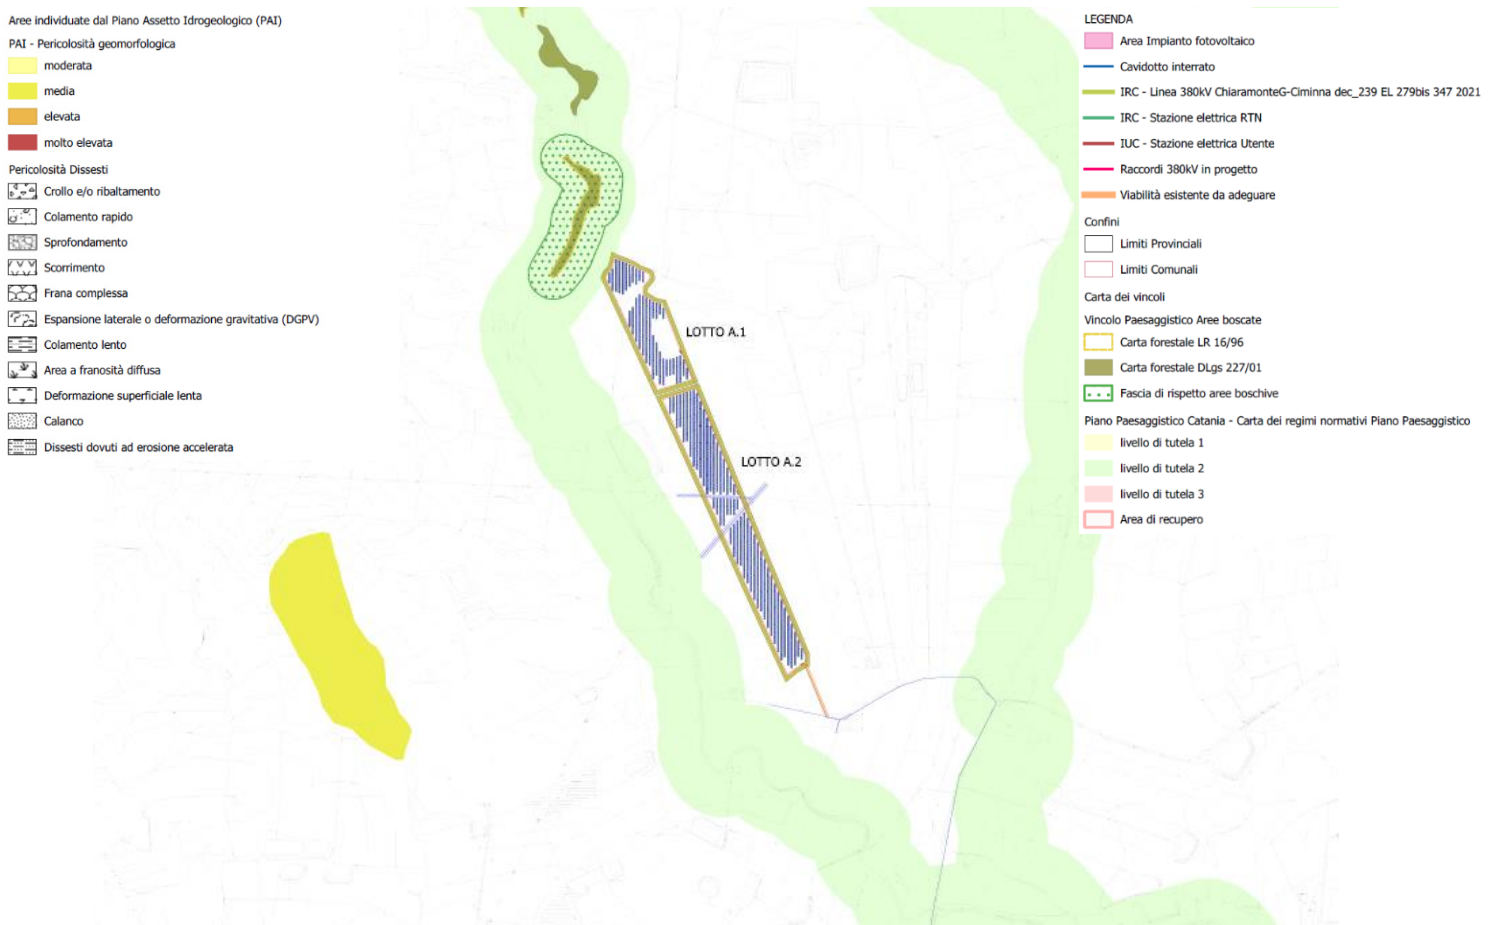 Aree individuate dal Piano Assetto Idrogeologico (PAI)
PAI - Pericolosità geomorfologica
moderata
media
elevata
molto elevata
Pericolosità Dissesti
Crollo e/o ribaltamento
Colamento rapido
Sprofondamento
Scorrimento
Frana complessa
Espansione laterale o deformazione gravitativa (DGPV)
Colamento lento
Area a franosità diffusa
Deformazione superficiale lenta
Calanco
Dissesti dovuti ad erosione accelerata
LOTTO A.1
LOTTO A.2
LEGENDA
Area Impianto fotovoltaico
Cavidotto interrato
IRC - Linea 380kV ChiaramonteG-Ciminna dec_239 EL 279bis 347 2021
IRC - Stazione elettrica RTN
IUC - Stazione elettrica Utente
Raccordi 380kV in progetto
Viabilità esistente da adeguare
Confini
Limiti Provinciali
Limiti Comunali
Carta dei vincoli
Vincolo Paesaggistico Aree boscate
Carta forestale LR 16/96
Carta forestale DLgs 227/01
Fascia di rispetto aree boschive
Piano Paesaggistico Catania - Carta dei regimi normativi Piano Paesaggistico
livello di tutela 1
livello di tutela 2
livello di tutela 3
Area di recupero